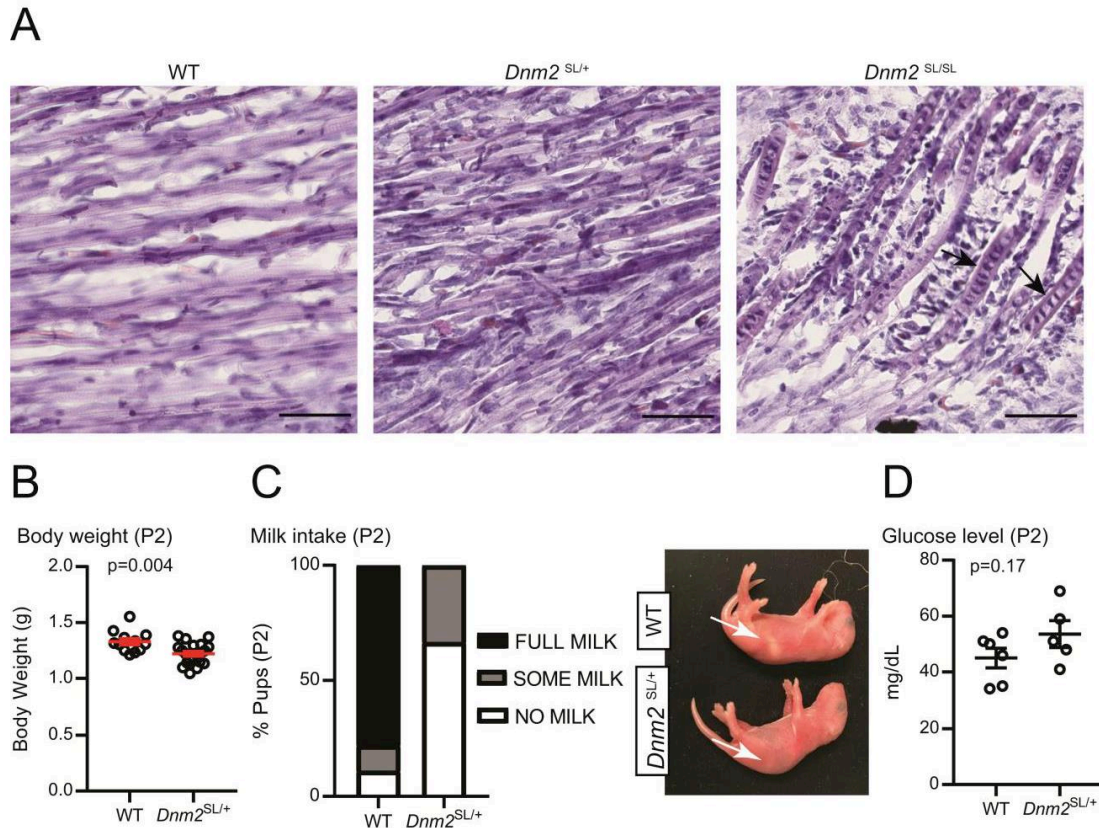 A
WT
Dnm2 SL/+
Dnm2 SL/SL
B
Body weight (P2)
p=0.004
Body Weight (g)
2.0
1.5
1.0
0.5
0.0
WT
Dnm2SL/+
C
Milk intake (P2)
% Pups (P2)
100
50
0
WT
Dnm2SL/+
FULL MILK
SOME MILK
NO MILK
WT
Dnm2 SL/+
D
Glucose level (P2)
p=0.17
mg/dL
80
60
40
20
0
WT
Dnm2SL/+